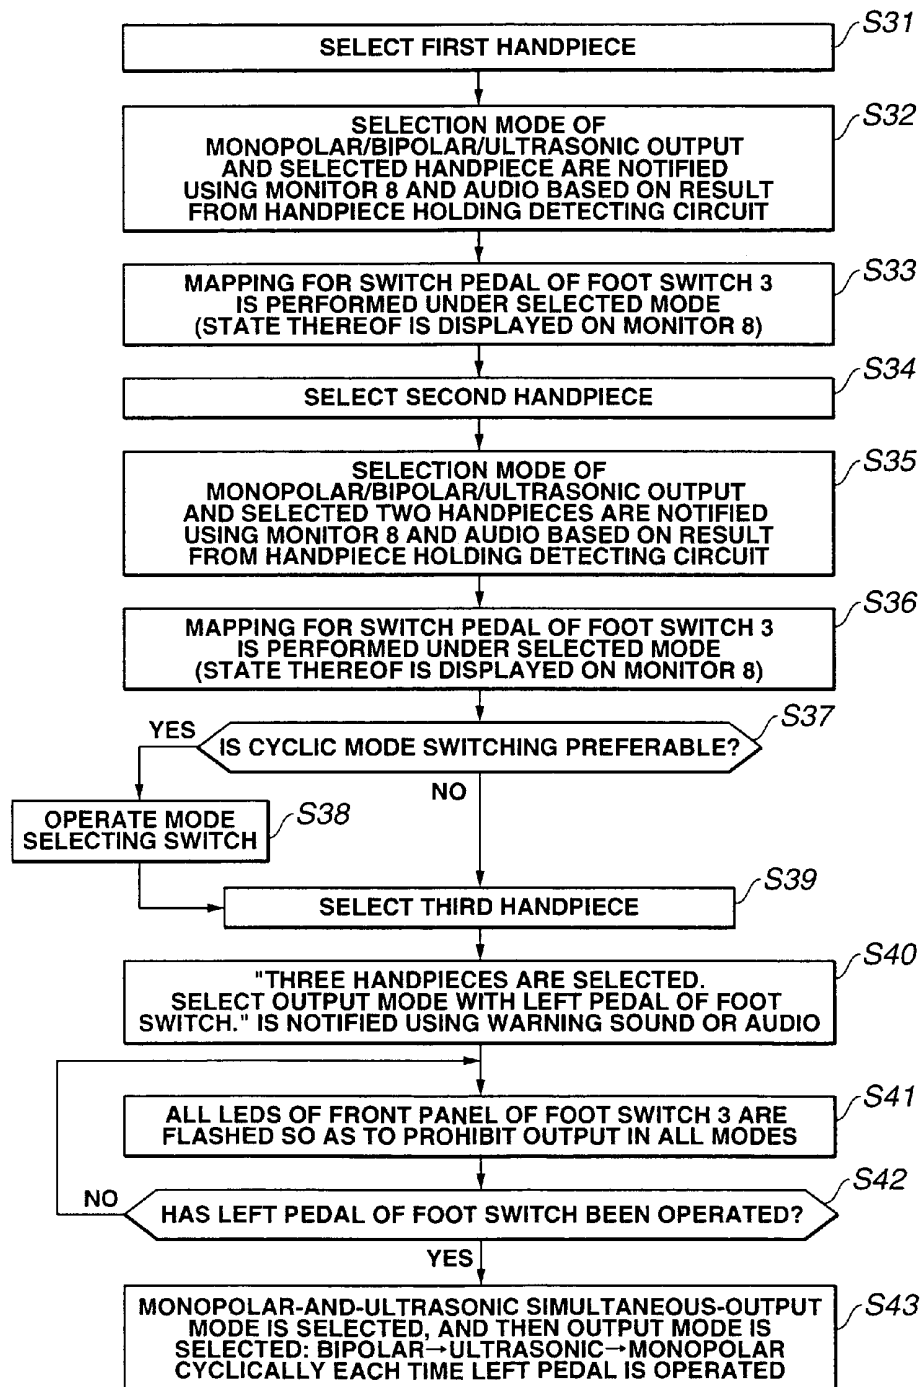 S31
SELECT FIRST HANDPIECE
S32
SELECTION MODE OF
MONOPOLAR/BIPOLAR/ULTRASONIC OUTPUT
AND SELECTED HANDPIECE ARE NOTIFIED
USING MONITOR 8 AND AUDIO BASED ON RESULT
FROM HANDPIECE HOLDING DETECTING CIRCUIT
S33
MAPPING FOR SWITCH PEDAL OF FOOT SWITCH 3
IS PERFORMED UNDER SELECTED MODE
(STATE THEREOF IS DISPLAYED ON MONITOR 8)
S34
SELECT SECOND HANDPIECE
S35
SELECTION MODE OF
MONOPOLAR/BIPOLAR/ULTRASONIC OUTPUT
AND SELECTED TWO HANDPIECES ARE NOTIFIED
USING MONITOR 8 AND AUDIO BASED ON RESULT
FROM HANDPIECE HOLDING DETECTING CIRCUIT
S36
MAPPING FOR SWITCH PEDAL OF FOOT SWITCH 3
IS PERFORMED UNDER SELECTED MODE
(STATE THEREOF IS DISPLAYED ON MONITOR 8)
S37
YES
IS CYCLIC MODE SWITCHING PREFERABLE?
NO
S38
OPERATE MODE
SELECTING SWITCH
S39
SELECT THIRD HANDPIECE
S40
"THREE HANDPIECES ARE SELECTED.
SELECT OUTPUT MODE WITH LEFT PEDAL OF FOOT
SWITCH." IS NOTIFIED USING WARNING SOUND OR AUDIO
S41
ALL LEDS OF FRONT PANEL OF FOOT SWITCH 3 ARE
FLASHED SO AS TO PROHIBIT OUTPUT IN ALL MODES
S42
NO
HAS LEFT PEDAL OF FOOT SWITCH BEEN OPERATED?
YES
S43
MONOPOLAR-AND-ULTRASONIC SIMULTANEOUS-OUTPUT
MODE IS SELECTED, AND THEN OUTPUT MODE IS
SELECTED: BIPOLAR→ULTRASONIC→MONOPOLAR
CYCLICALLY EACH TIME LEFT PEDAL IS OPERATED